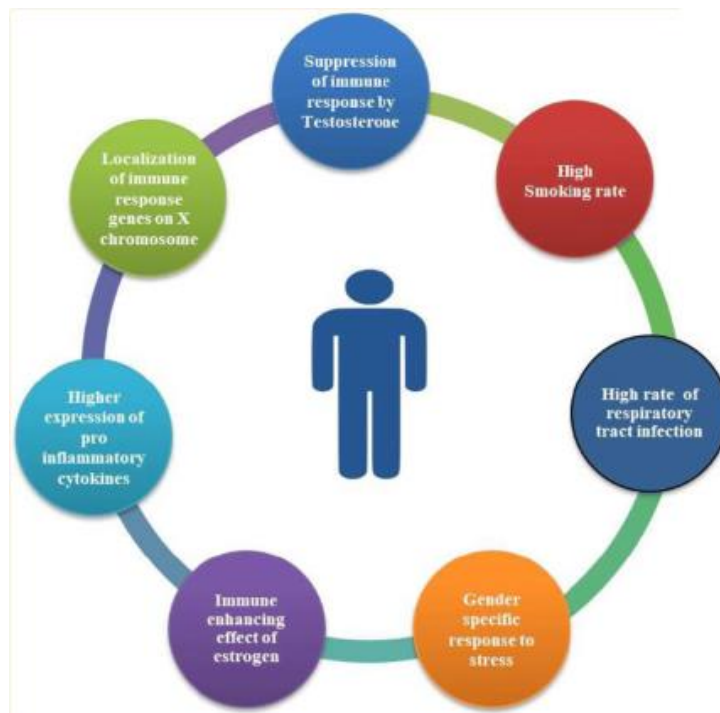 Suppression
of immune
response by
Testosterone
High
Smoking rate
High rate of
respiratory
tract infection
Gender
specific
response to
stress
Immune
enhancing
effect of
estrogen
Higher
expression of
pro
inflammatory
cytokines
Localization
of immune
response
genes on X
chromosome